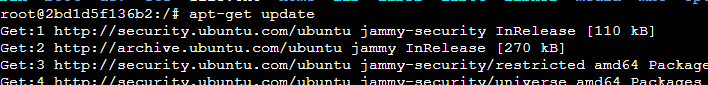 root@2bd1d5f136b2:/# apt-get update
Get:1 http://security.ubuntu.com/ubuntu jammy-security InRelease [110 kB]
Get:2 http://archive.ubuntu.com/ubuntu jammy InRelease [270 kB]
Get:3 http://security.ubuntu.com/ubuntu jammy-security/restricted amd64 Packages
Get:4 http://security.ubuntu.com/ubuntu jammy-security/universe amd64 Packages